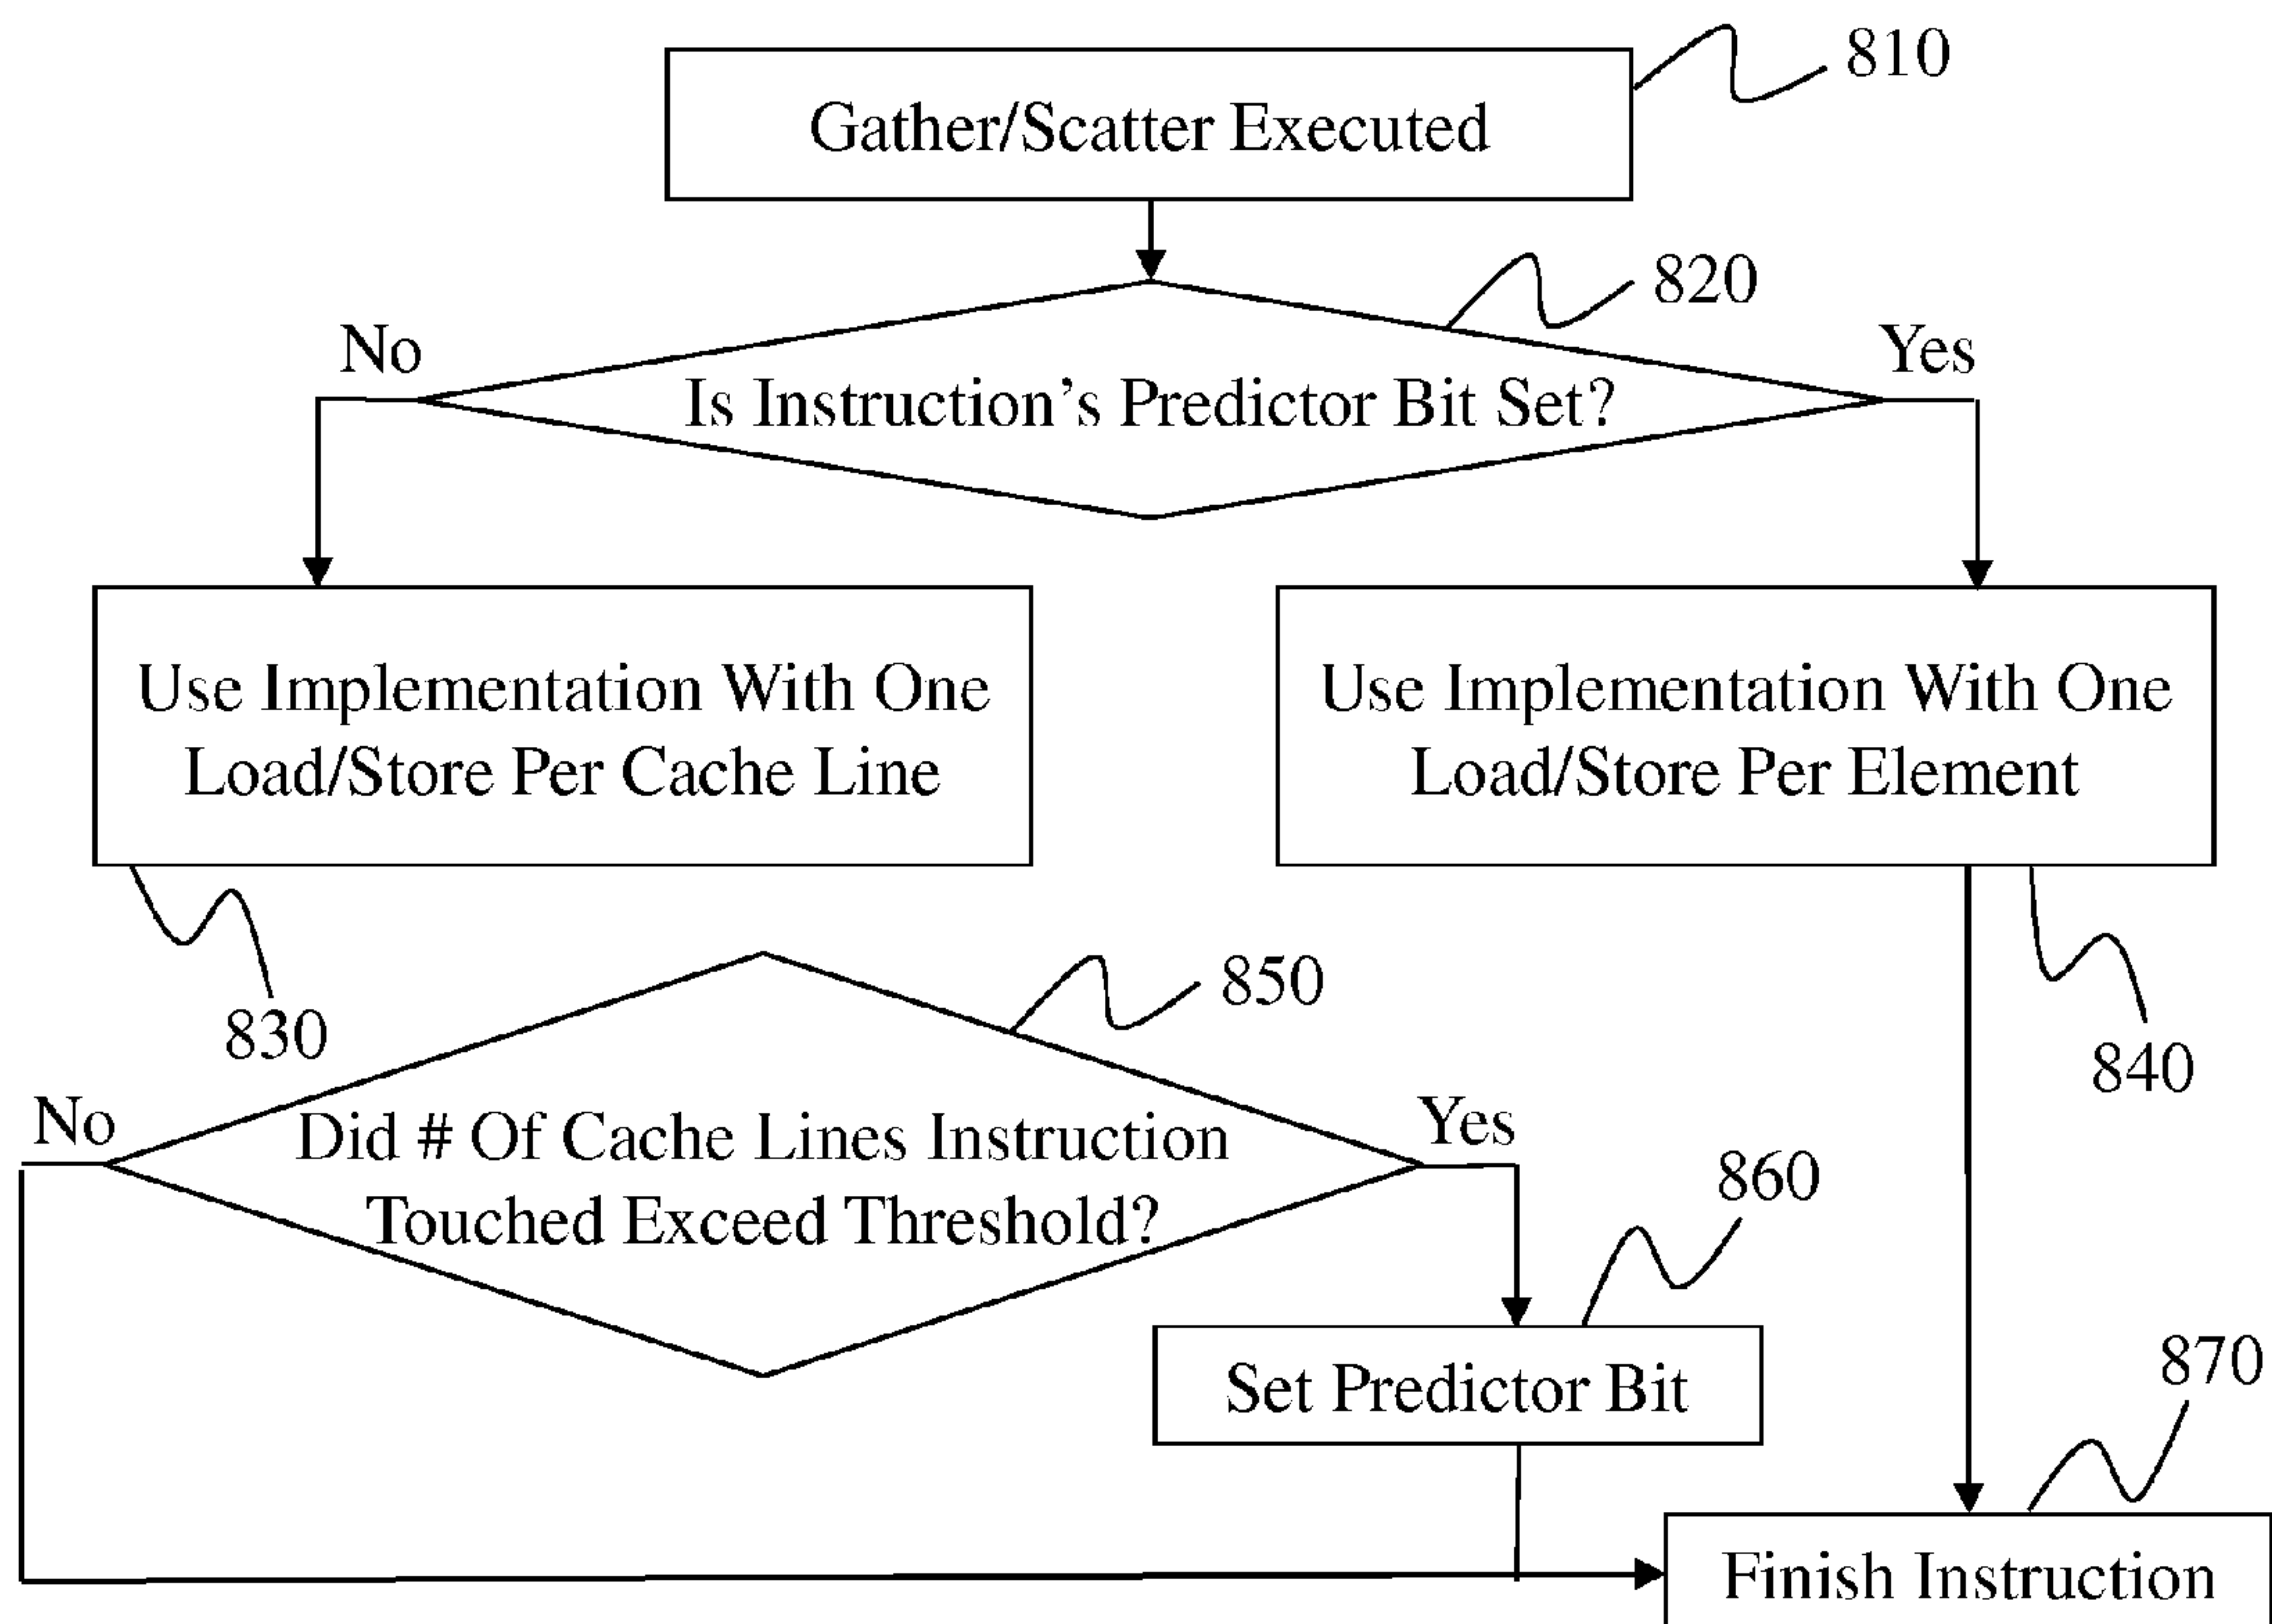 810
Gather/Scatter Executed
820
No
Yes
Is Instruction’s Predictor Bit Set?
Use Implementation With One
Load/Store Per Cache Line
Use Implementation With One
Load/Store Per Element
830
850
840
No
Did # Of Cache Lines Instruction
Touched Exceed Threshold?
Yes
860
Set Predictor Bit
870
Finish Instruction